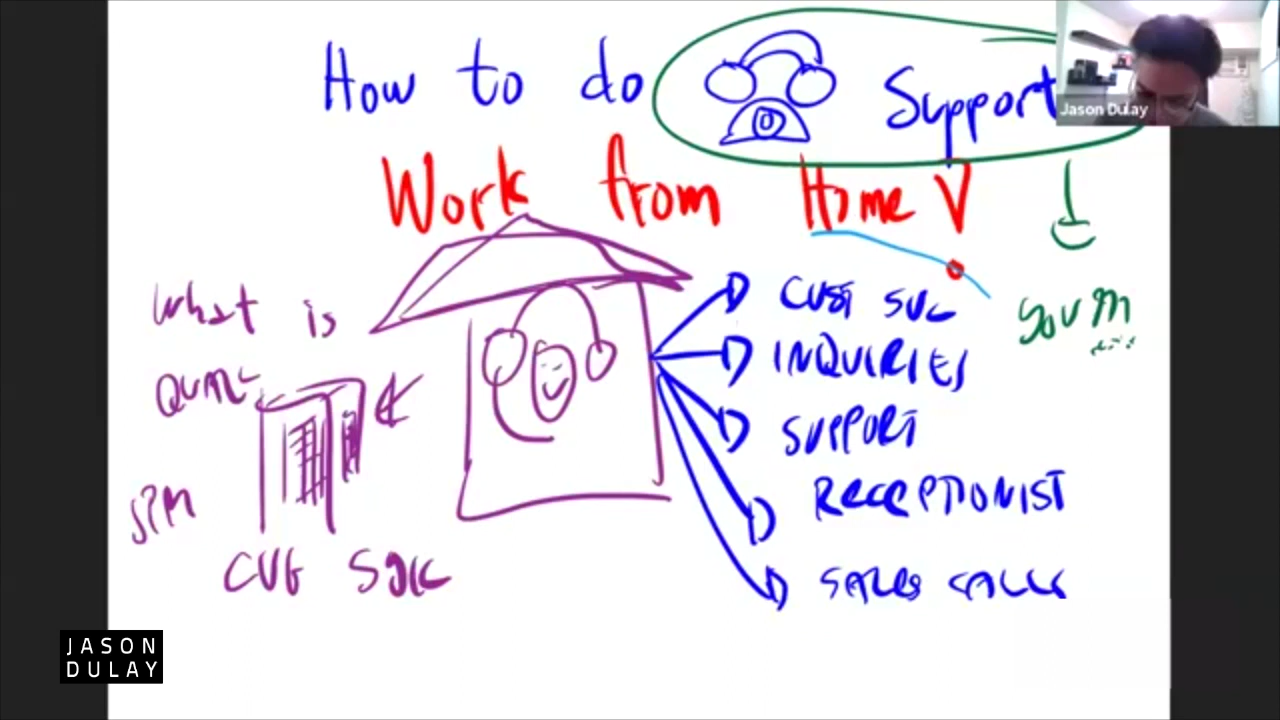 How to do Support
Jason Dulay
Work from Home
What is
CUST SVC
INQUIRIES
SUPPORT
RECEPTIONIST
SALES CALLS
JASON
DULAY